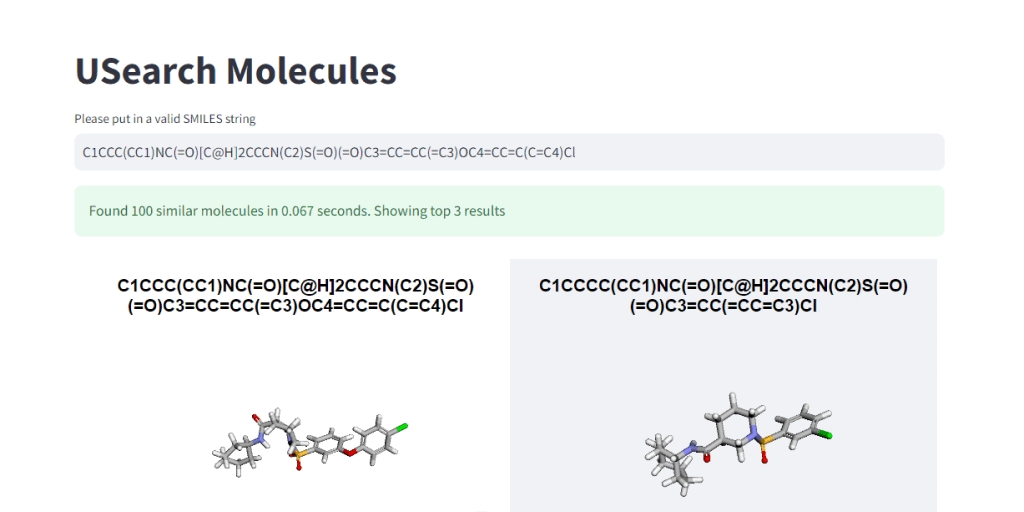 USearch Molecules
Please put in a valid SMILES string
C1CCC(CC1)NC(=O)[C@H]2CCCN(C2)S(=O)(=O)C3=CC=CC(=C3)OC4=CC=C(C=C4)Cl
Found 100 similar molecules in 0.067 seconds. Showing top 3 results
C1CCC(CC1)NC(=O)[C@H]2CCCN(C2)S(=O)
(=O)C3=CC=CC(=C3)OC4=CC=C(C=C4)Cl
C1CCCC(CC1)NC(=O)[C@H]2CCCN(C2)S(=O)
(=O)C3=CC(=CC=C3)Cl